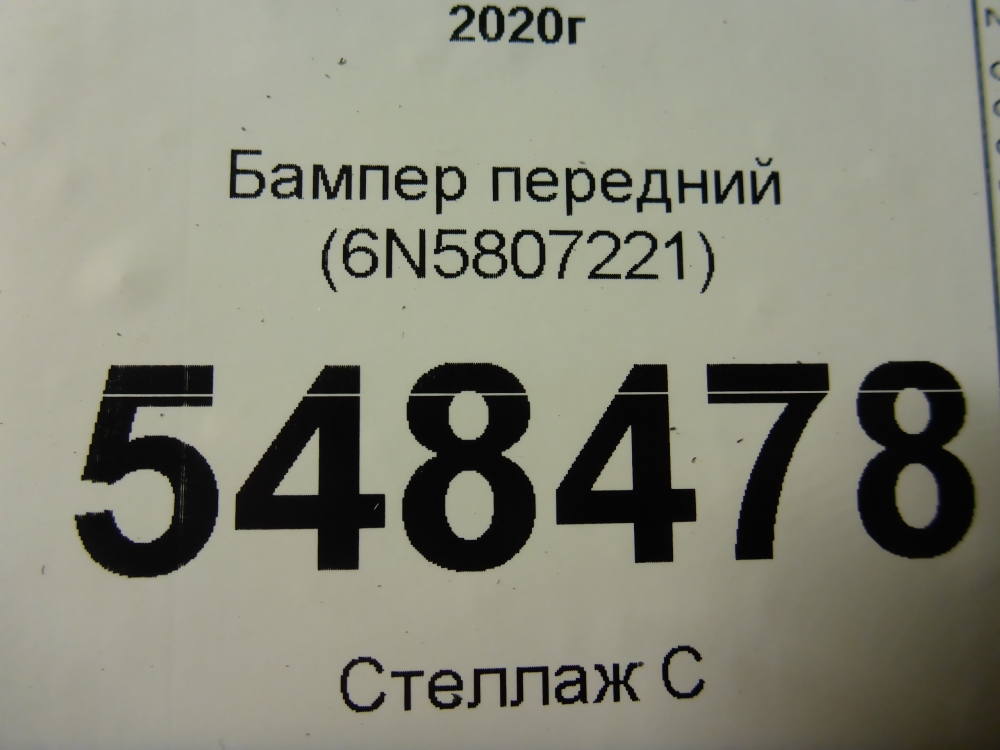 2020г
Бампер передний
(6N5807221)
548478
Стеллаж С